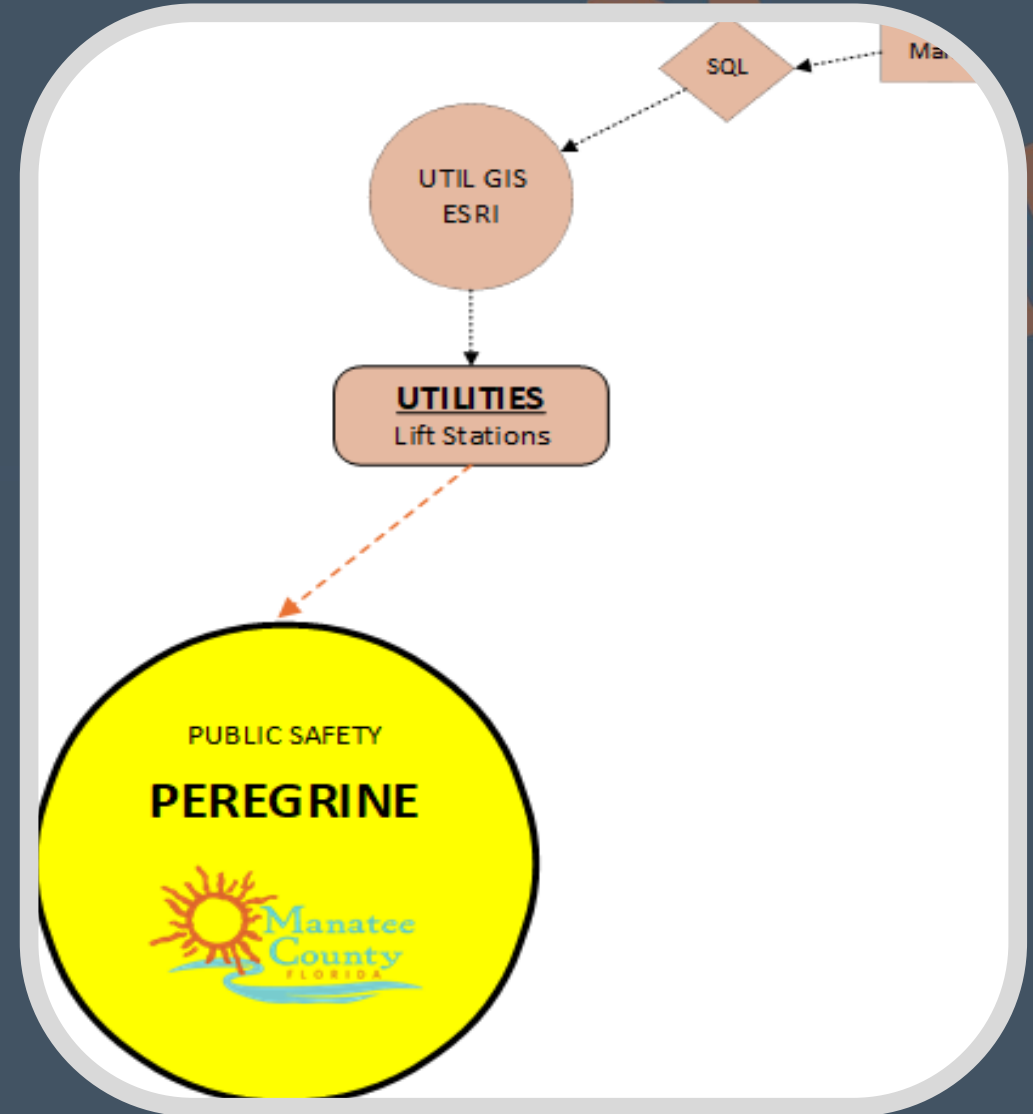 SQL
UTIL GIS
ESRI
UTILITIES
Lift Stations
PUBLIC SAFETY
PEREGRINE
Manatee
County
FLORIDA